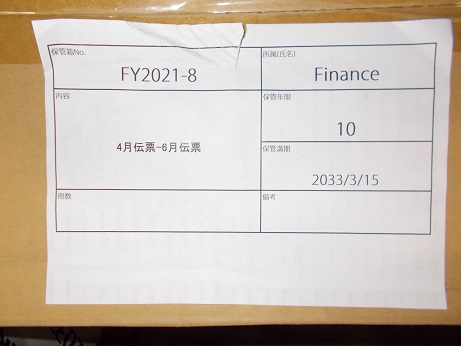 保管箱No.
FY2021-8
所属(氏名)
Finance
内容
4月伝票-6月伝票
保管年限
10
保管満期
2033/3/15
冊数
備考